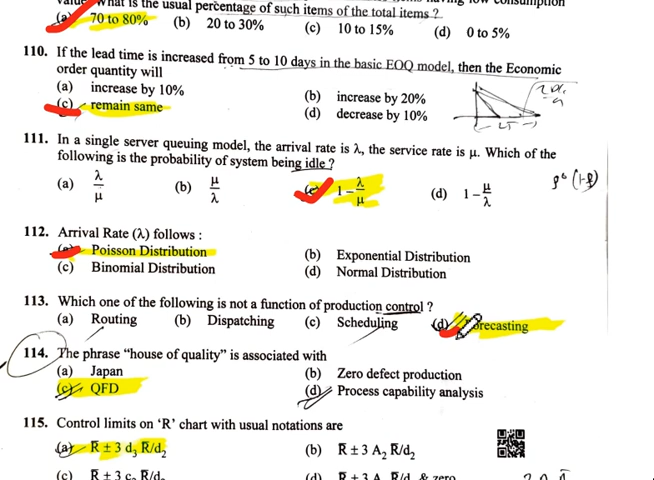 What is the usual percentage of such items of the total items ?
(a) 70 to 80% (b) 20 to 30% (c) 10 to 15% (d) 0 to 5%
110. If the lead time is increased from 5 to 10 days in the basic EOQ model, then the Economic
order quantity will
(a) increase by 10% (b) increase by 20%
(c) remain same (d) decrease by 10%
111. In a single server queuing model, the arrival rate is λ, the service rate is μ. Which of the
following is the probability of system being idle ?
(a) λ/μ (b) μ/λ (c) 1 – λ/μ (d) 1 – μ/λ
112. Arrival Rate (λ) follows :
(a) Poisson Distribution (b) Exponential Distribution
(c) Binomial Distribution (d) Normal Distribution
113. Which one of the following is not a function of production control ?
(a) Routing (b) Dispatching (c) Scheduling (d) orecasting
114. The phrase “house of quality” is associated with
(a) Japan (b) Zero defect production
(c) QFD (d) Process capability analysis
115. Control limits on ‘R’ chart with usual notations are
(a) R̄ ± 3 d₃ R̄/d₂ (b) R̄ ± 3 A₂ R̄/d₂
(c) (d) & zero